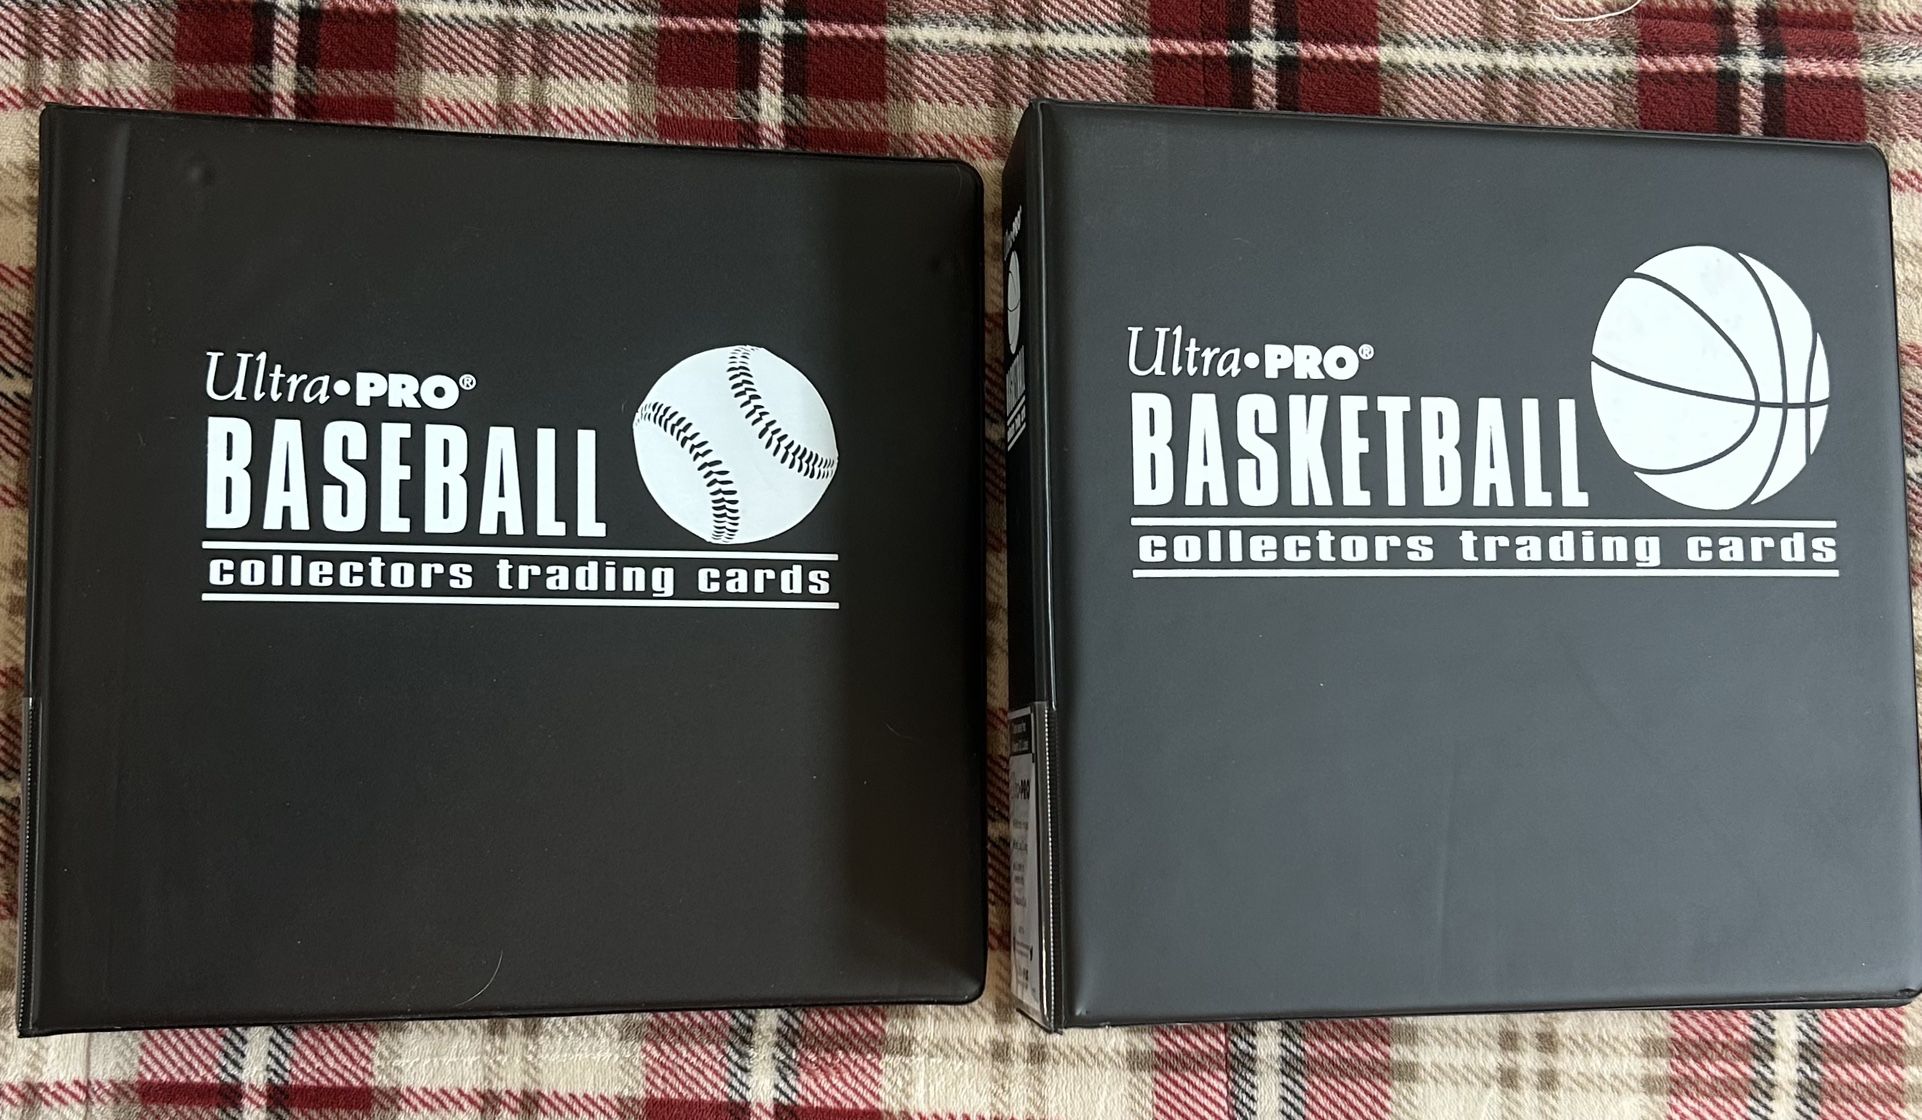 Ultra•PRO®
BASEBALL
collectors trading cards
Ultra•PRO®
BASKETBALL
collectors trading cards